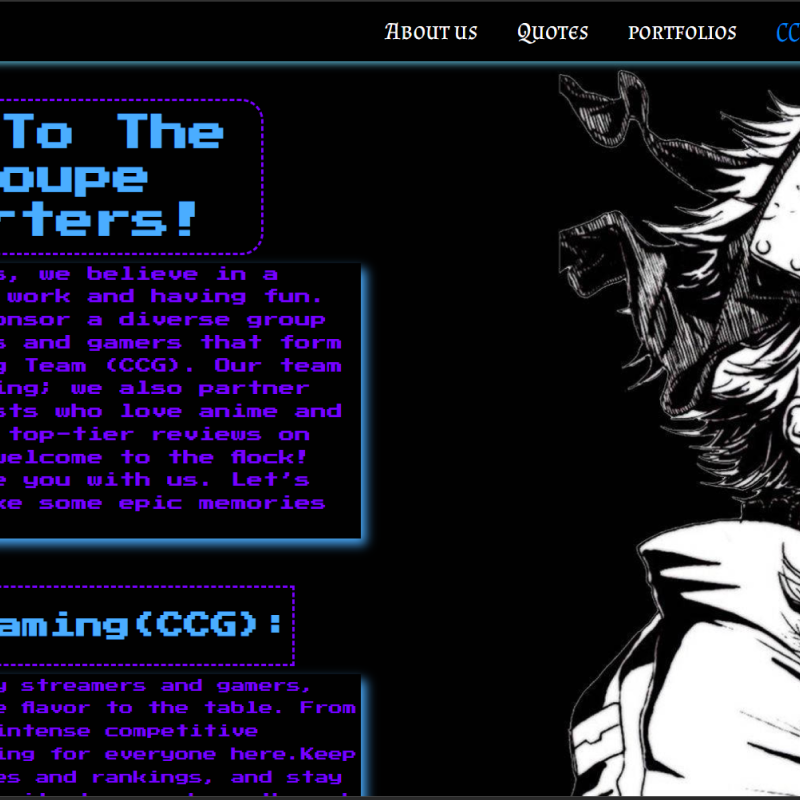 About us Quotes portfolios CC
To The
oupe
rters!
s, we believe in a
work and having fun.
onsor a diverse group
s and gamers that form
g Team (CCG). Our team
ing; we also partner
sts who love anime and
top-tier reviews on
welcome to the flock!
e you with us. Let's
ke some epic memories
aming(CCG):
y streamers and gamers,
e flavor to the table. From
intense competitive
ing for everyone here.Keep
es and rankings, and stay